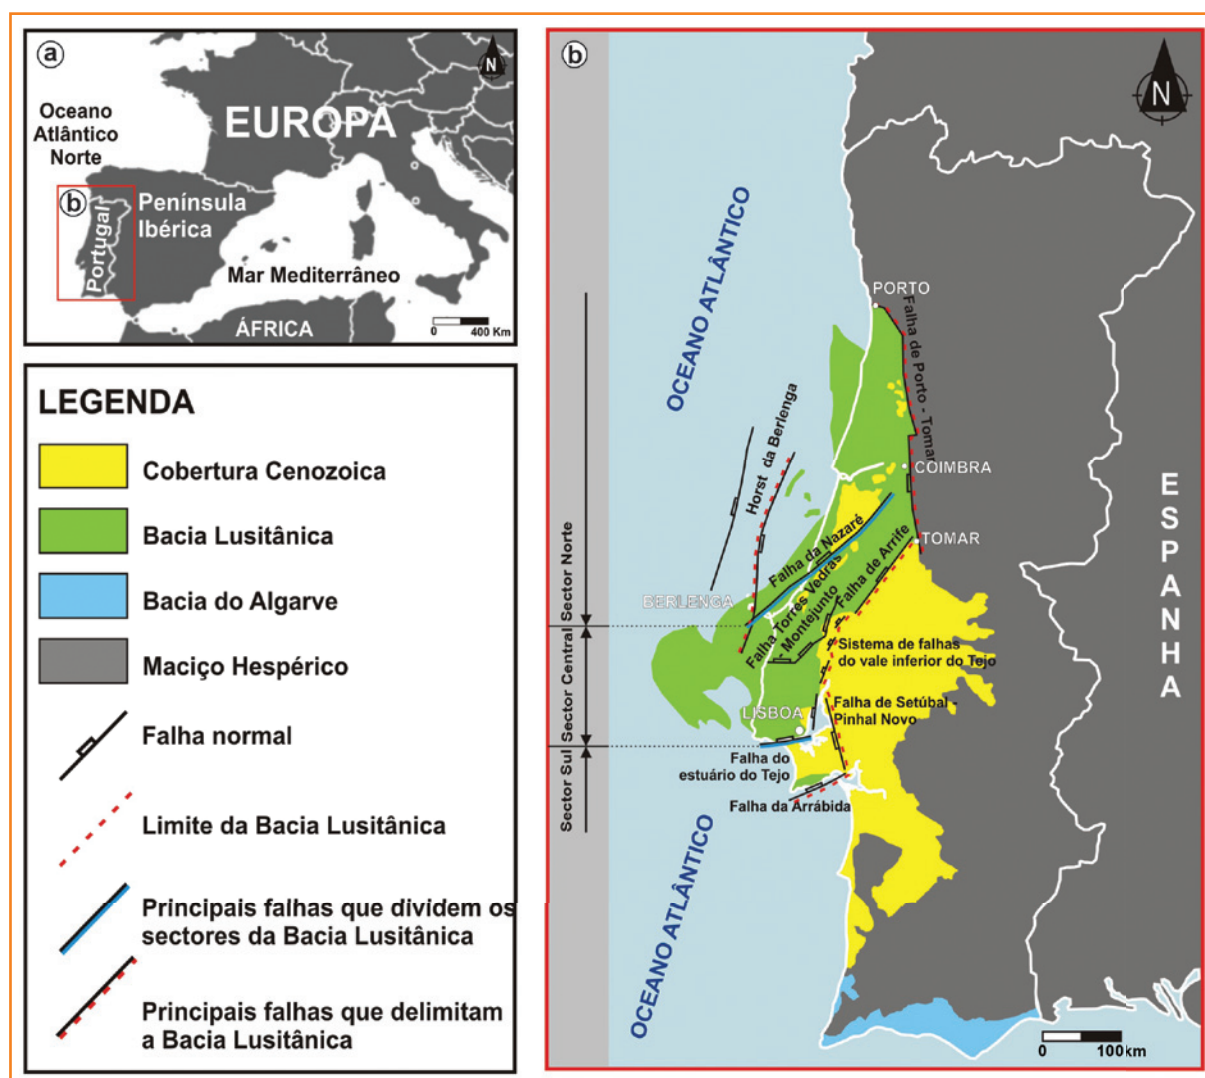 a
N
Oceano
Atlântico
Norte
EUROPA
b
Península
Ibérica
Portugal
Mar Mediterrâneo
ÁFRICA
0 400 Km
LEGENDA
Cobertura Cenozoica
Bacia Lusitânica
Bacia do Algarve
Maciço Hespérico
Falha normal
Limite da Bacia Lusitânica
Principais falhas que dividem os
sectores da Bacia Lusitânica
Principais falhas que delimitam
a Bacia Lusitânica
b
N
OCEANO ATLÂNTICO
PORTO
Falha de Porto - Tomar
Horst da Berlenga
COIMBRA
ESPANHA
Sector Norte
Falha da Nazaré
TOMAR
Falha de Arrife
BERLENGA
Falha Torres Vedras
- Montejunto
Sector Central
Sistema de falhas
do vale inferior do Tejo
LISBOA
Falha de Setúbal -
Pinhal Novo
Sector Sul
Falha do
estuário do Tejo
Falha da Arrábida
OCEANO ATLÂNTICO
0 100km